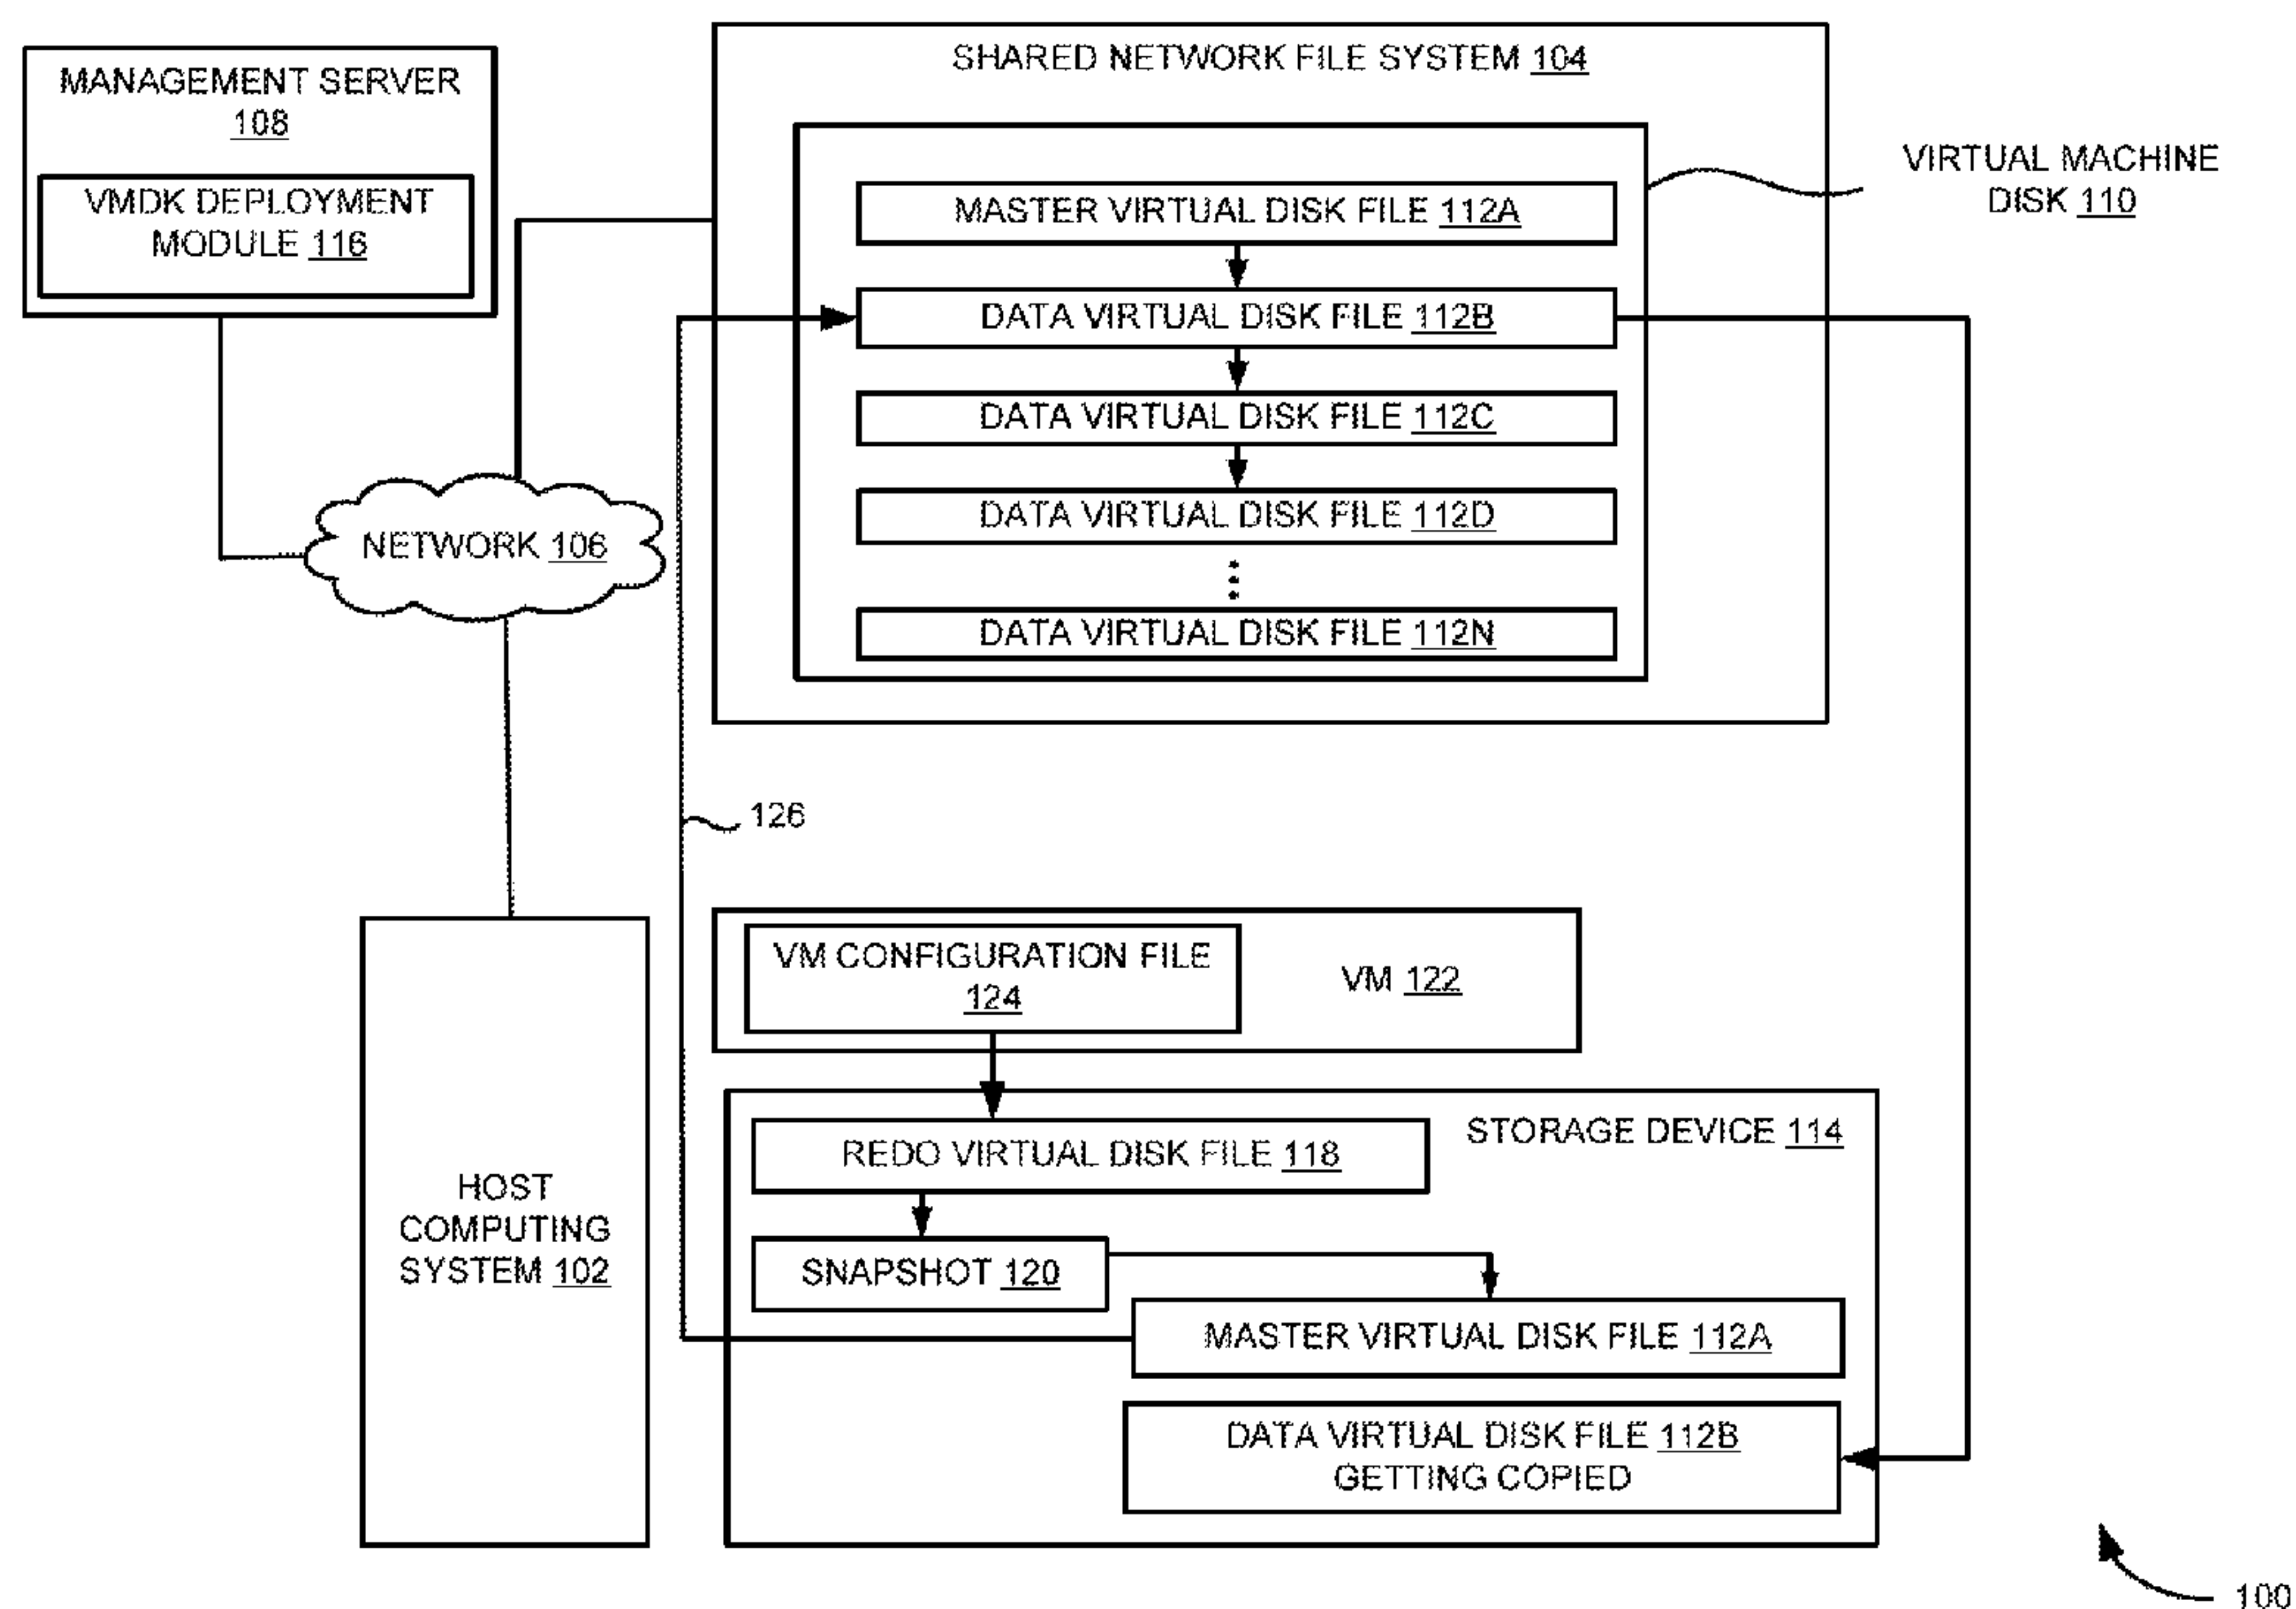 SHARED NETWORK FILE SYSTEM 104
MANAGEMENT SERVER
108
VMDK DEPLOYMENT
MODULE 116
VIRTUAL MACHINE
DISK 110
MASTER VIRTUAL DISK FILE 112A
DATA VIRTUAL DISK FILE 112B
DATA VIRTUAL DISK FILE 112C
DATA VIRTUAL DISK FILE 112D
DATA VIRTUAL DISK FILE 112N
NETWORK 106
126
VM CONFIGURATION FILE
124
VM 122
STORAGE DEVICE 114
REDO VIRTUAL DISK FILE 118
SNAPSHOT 120
HOST
COMPUTING
SYSTEM 102
MASTER VIRTUAL DISK FILE 112A
DATA VIRTUAL DISK FILE 112B
GETTING COPIED
100